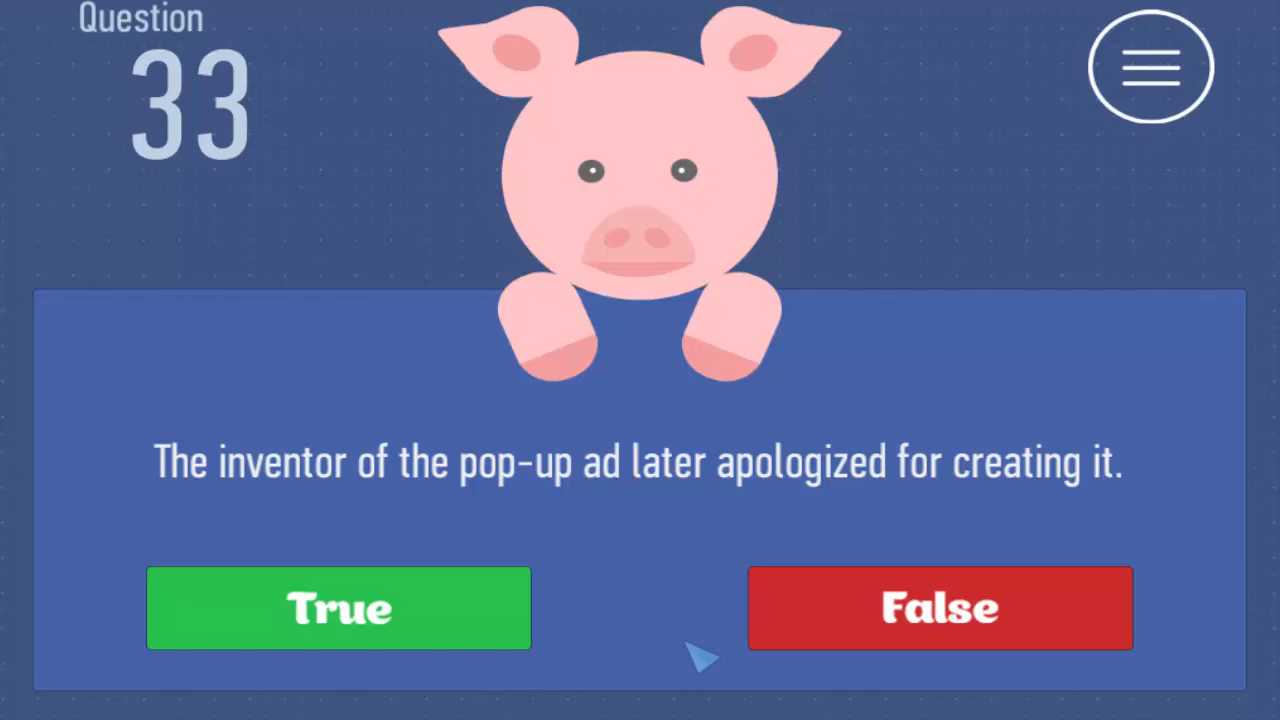 Question
33
The inventor of the pop-up ad later apologized for creating it.
True
False